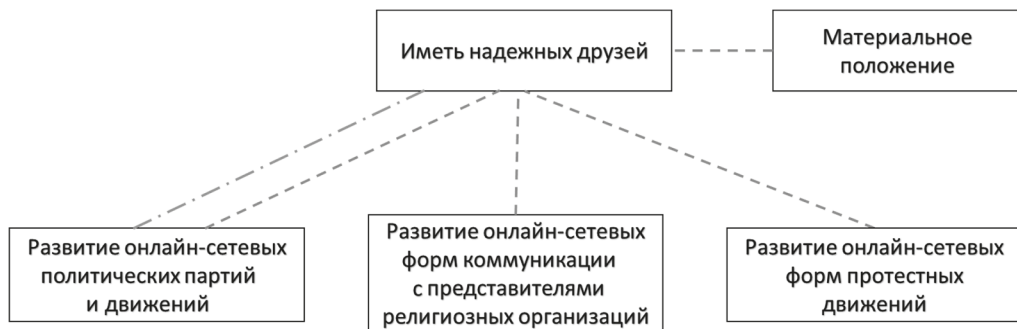 Иметь надежных друзей
Материальное
положение
Развитие онлайн-сетевых
политических партий
и движений
Развитие онлайн-сетевых
форм коммуникации
с представителями
религиозных организаций
Развитие онлайн-сетевых
форм протестных
движений